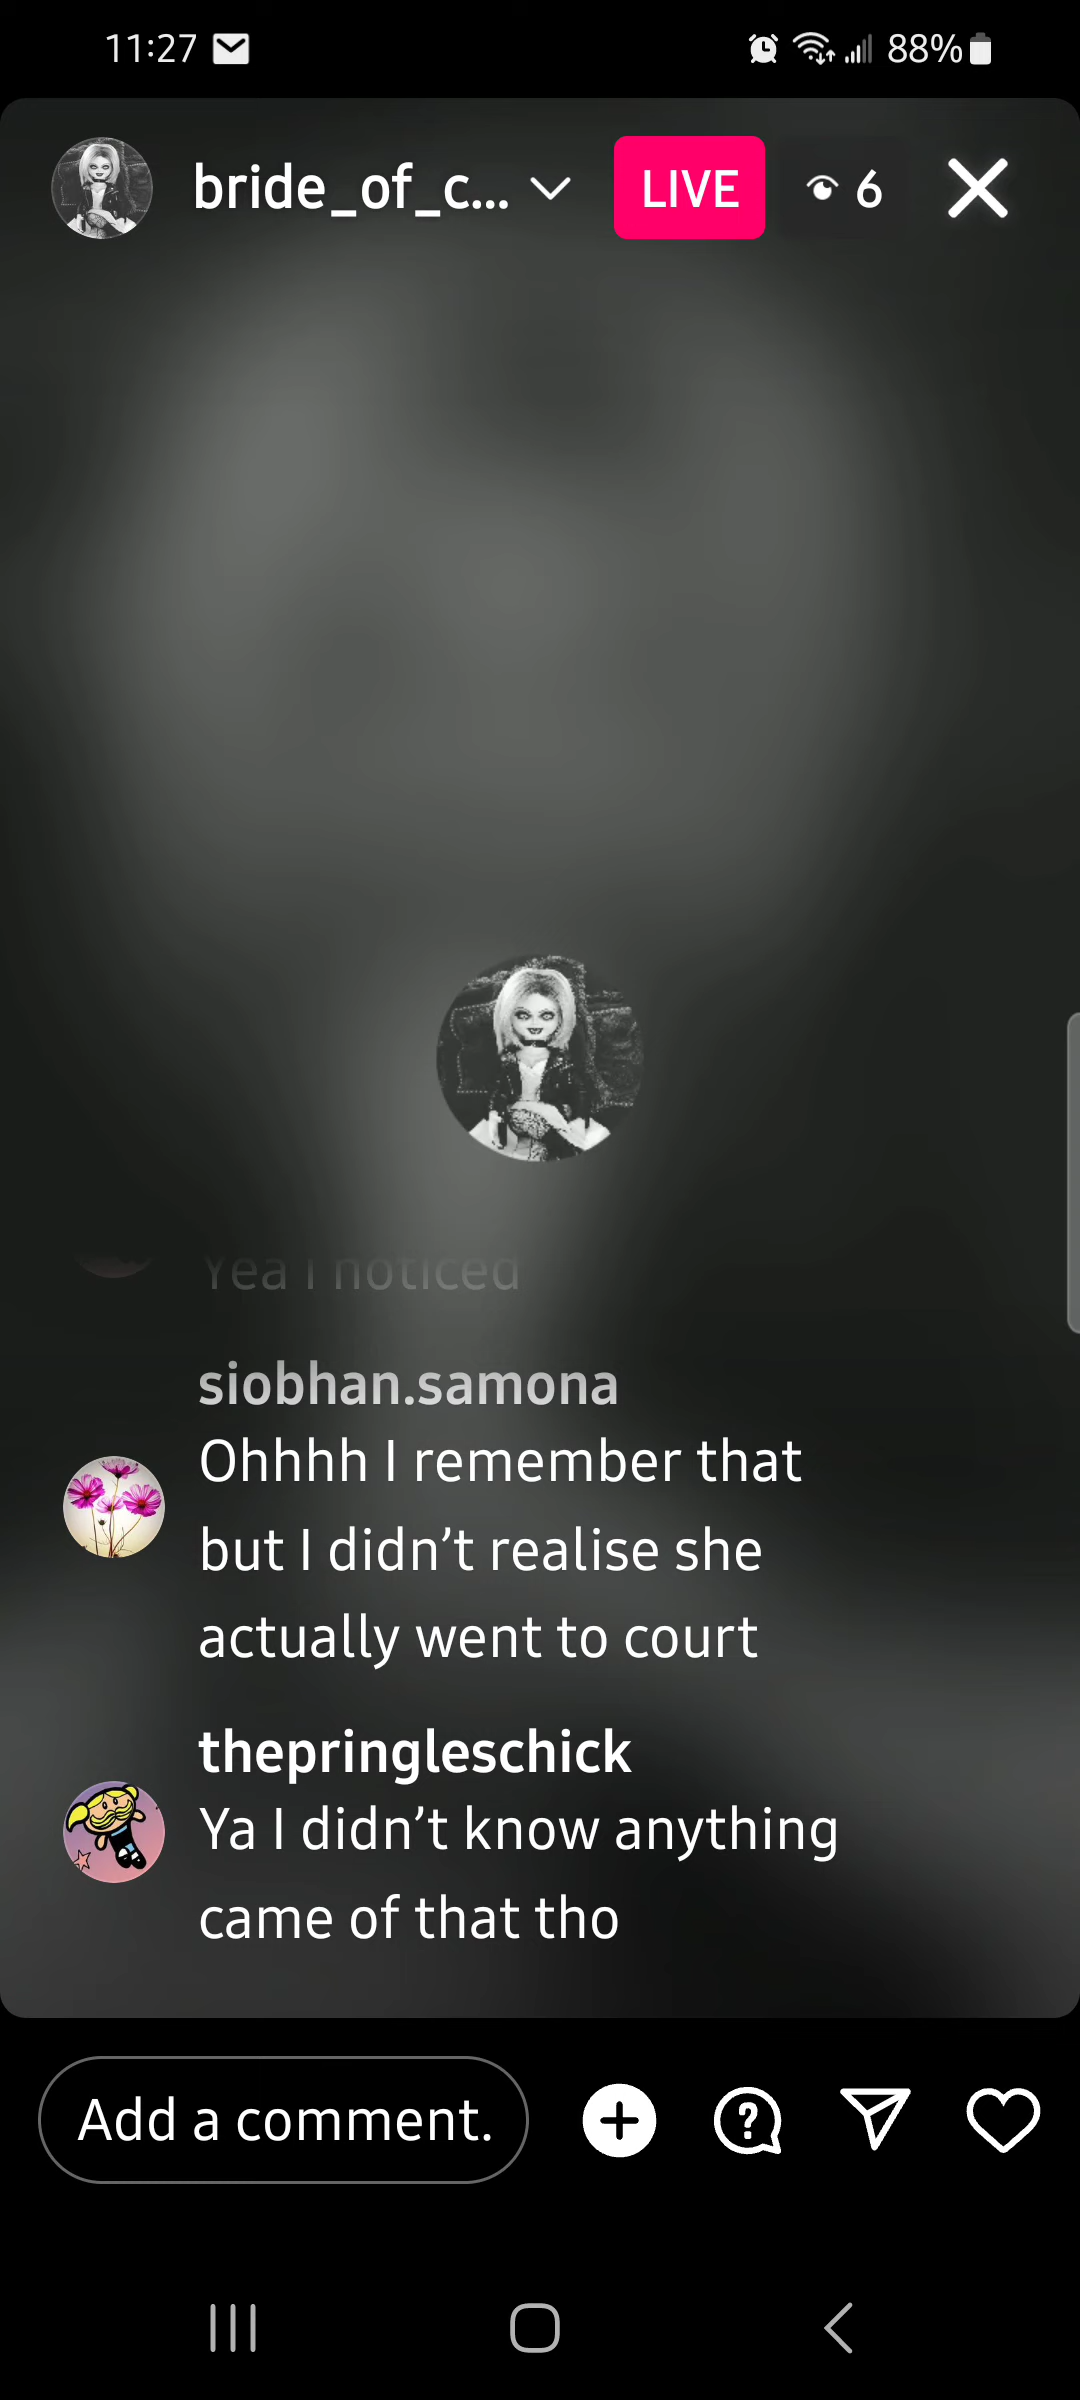 11:27
88%
bride_of_c...
LIVE
6
Yea I noticed
siobhan.samona
Ohhhh I remember that
but I didn’t realise she
actually went to court
thepringleschick
Ya I didn’t know anything
came of that tho
Add a comment.